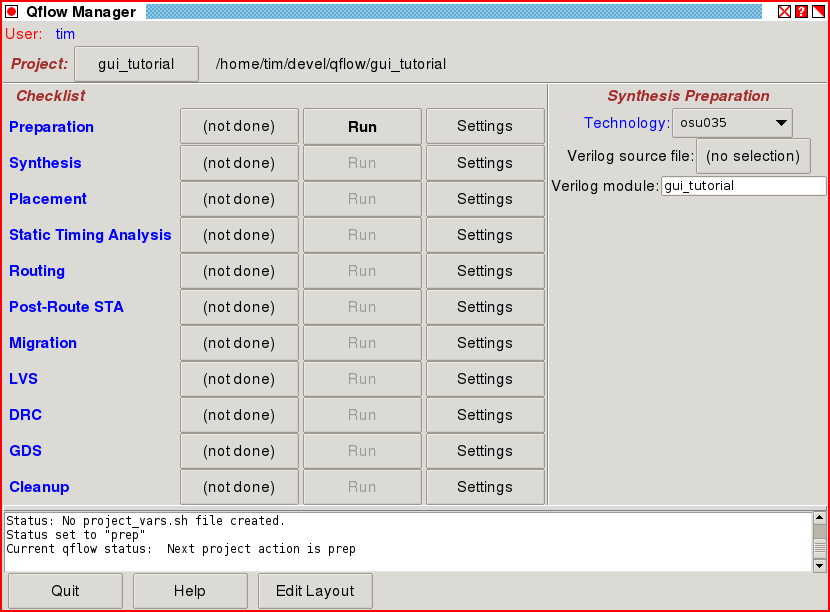 Qflow Manager
User: tim
Project: gui_tutorial /home/tim/devel/qflow/gui_tutorial
Checklist
Preparation (not done) Run Settings
Synthesis (not done) Run Settings
Placement (not done) Run Settings
Static Timing Analysis (not done) Run Settings
Routing (not done) Run Settings
Post-Route STA (not done) Run Settings
Migration (not done) Run Settings
LVS (not done) Run Settings
DRC (not done) Run Settings
GDS (not done) Run Settings
Cleanup (not done) Run Settings
Synthesis Preparation
Technology: osu035
Verilog source file: (no selection)
Verilog module: gui_tutorial
Status: No project_vars.sh file created.
Status set to "prep"
Current qflow status:  Next project action is prep
Quit Help Edit Layout